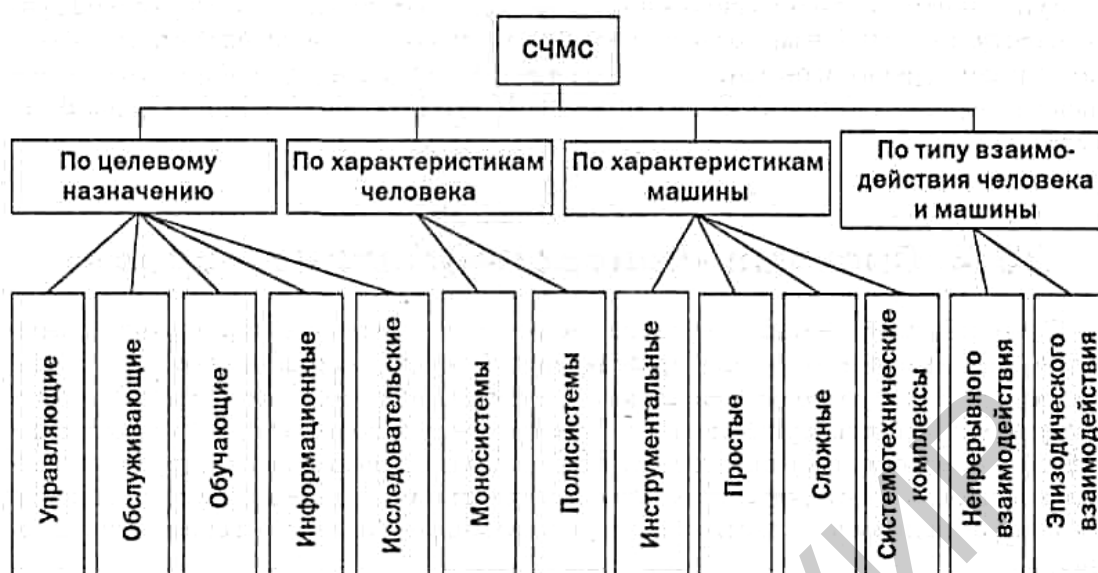 СЧМС
По целевому
назначению
По характеристикам
человека
По характеристикам
машины
По типу взаимо-
действия человека
и машины
Управляющие
Обслуживающие
Обучающие
Информационные
Исследовательские
Моносистемы
Полисистемы
Инструментальные
Простые
Сложные
Системотехнические
комплексы
Непрерывного
взаимодействия
Эпизодического
взаимодействия